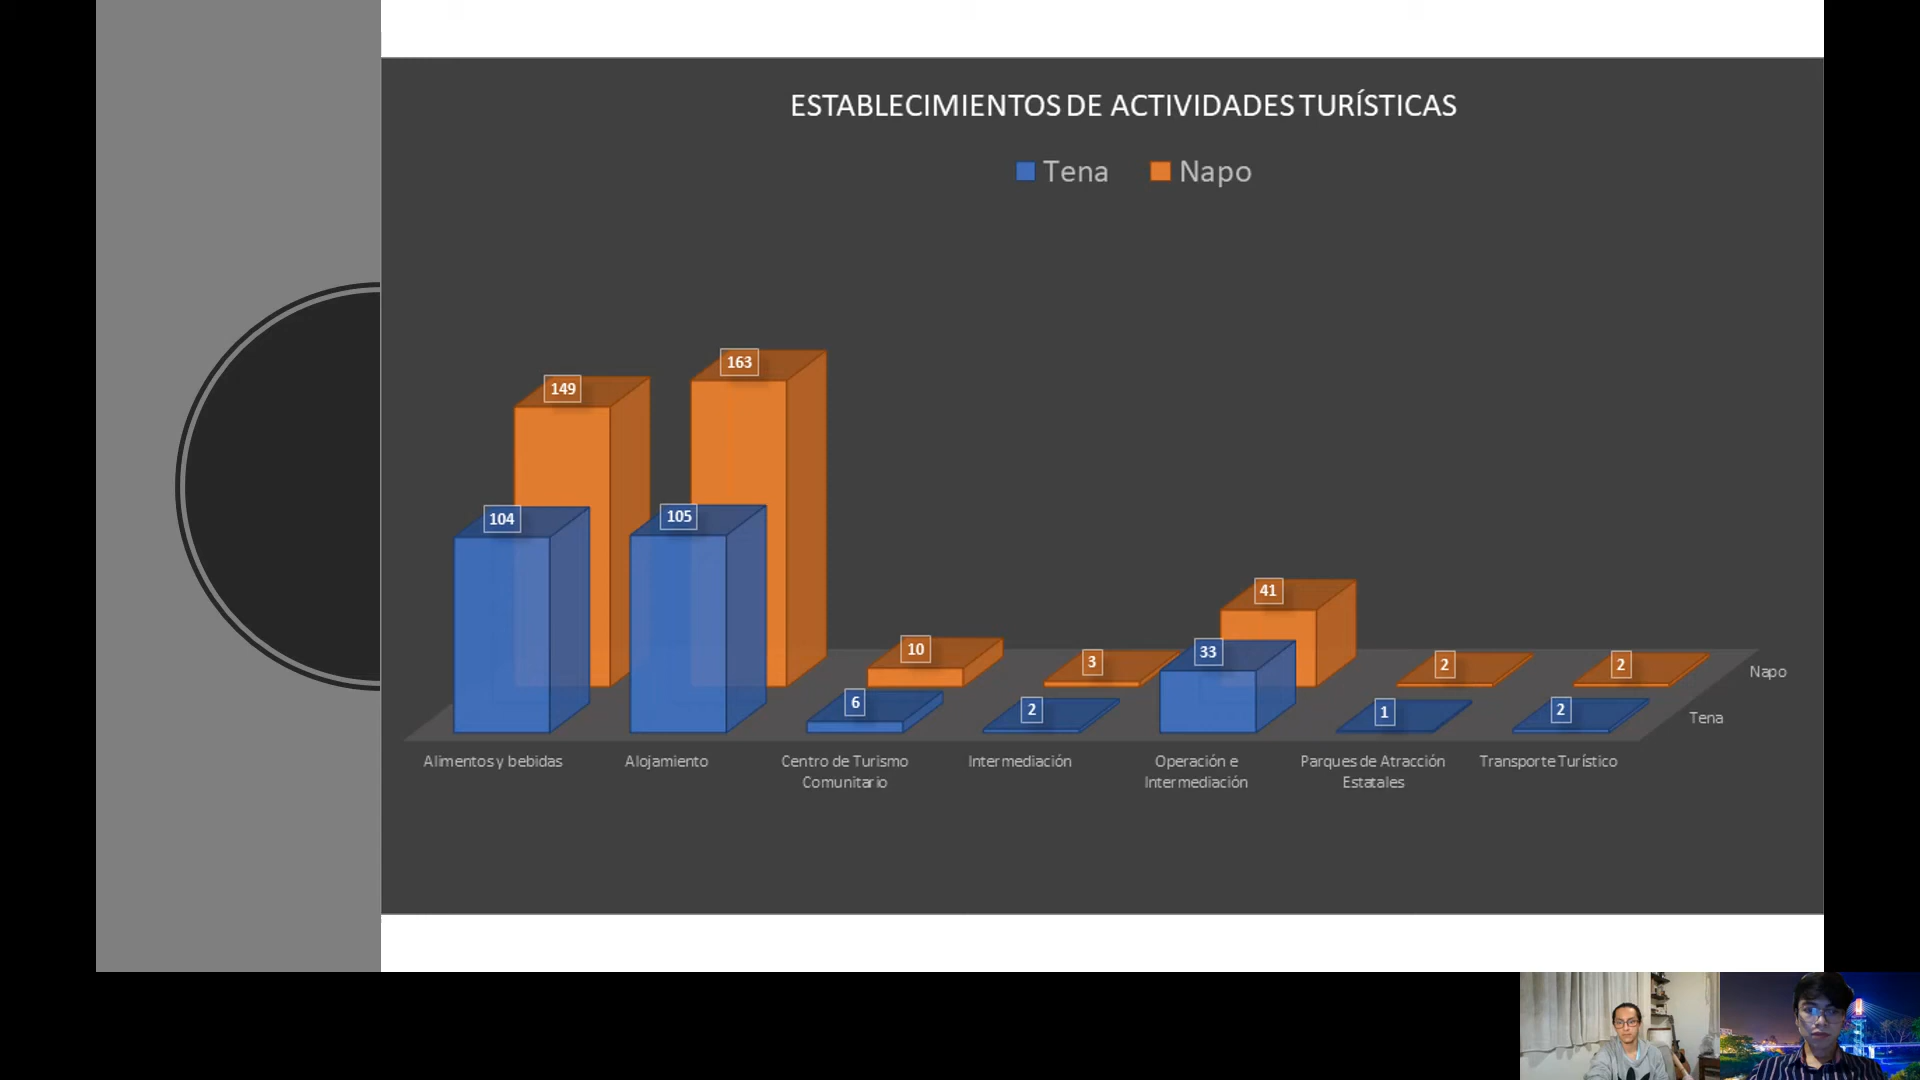 ESTABLECIMIENTOS DE ACTIVIDADES TURÍSTICAS
Tena
Napo
149
163
104
105
10
3
41
2
2
6
2
33
1
2
Napo
Tena
Alimentos y bebidas
Alojamiento
Centro de Turismo
Comunitario
Intermediación
Operación e
Intermediación
Parques de Atracción
Estatales
Transporte Turístico